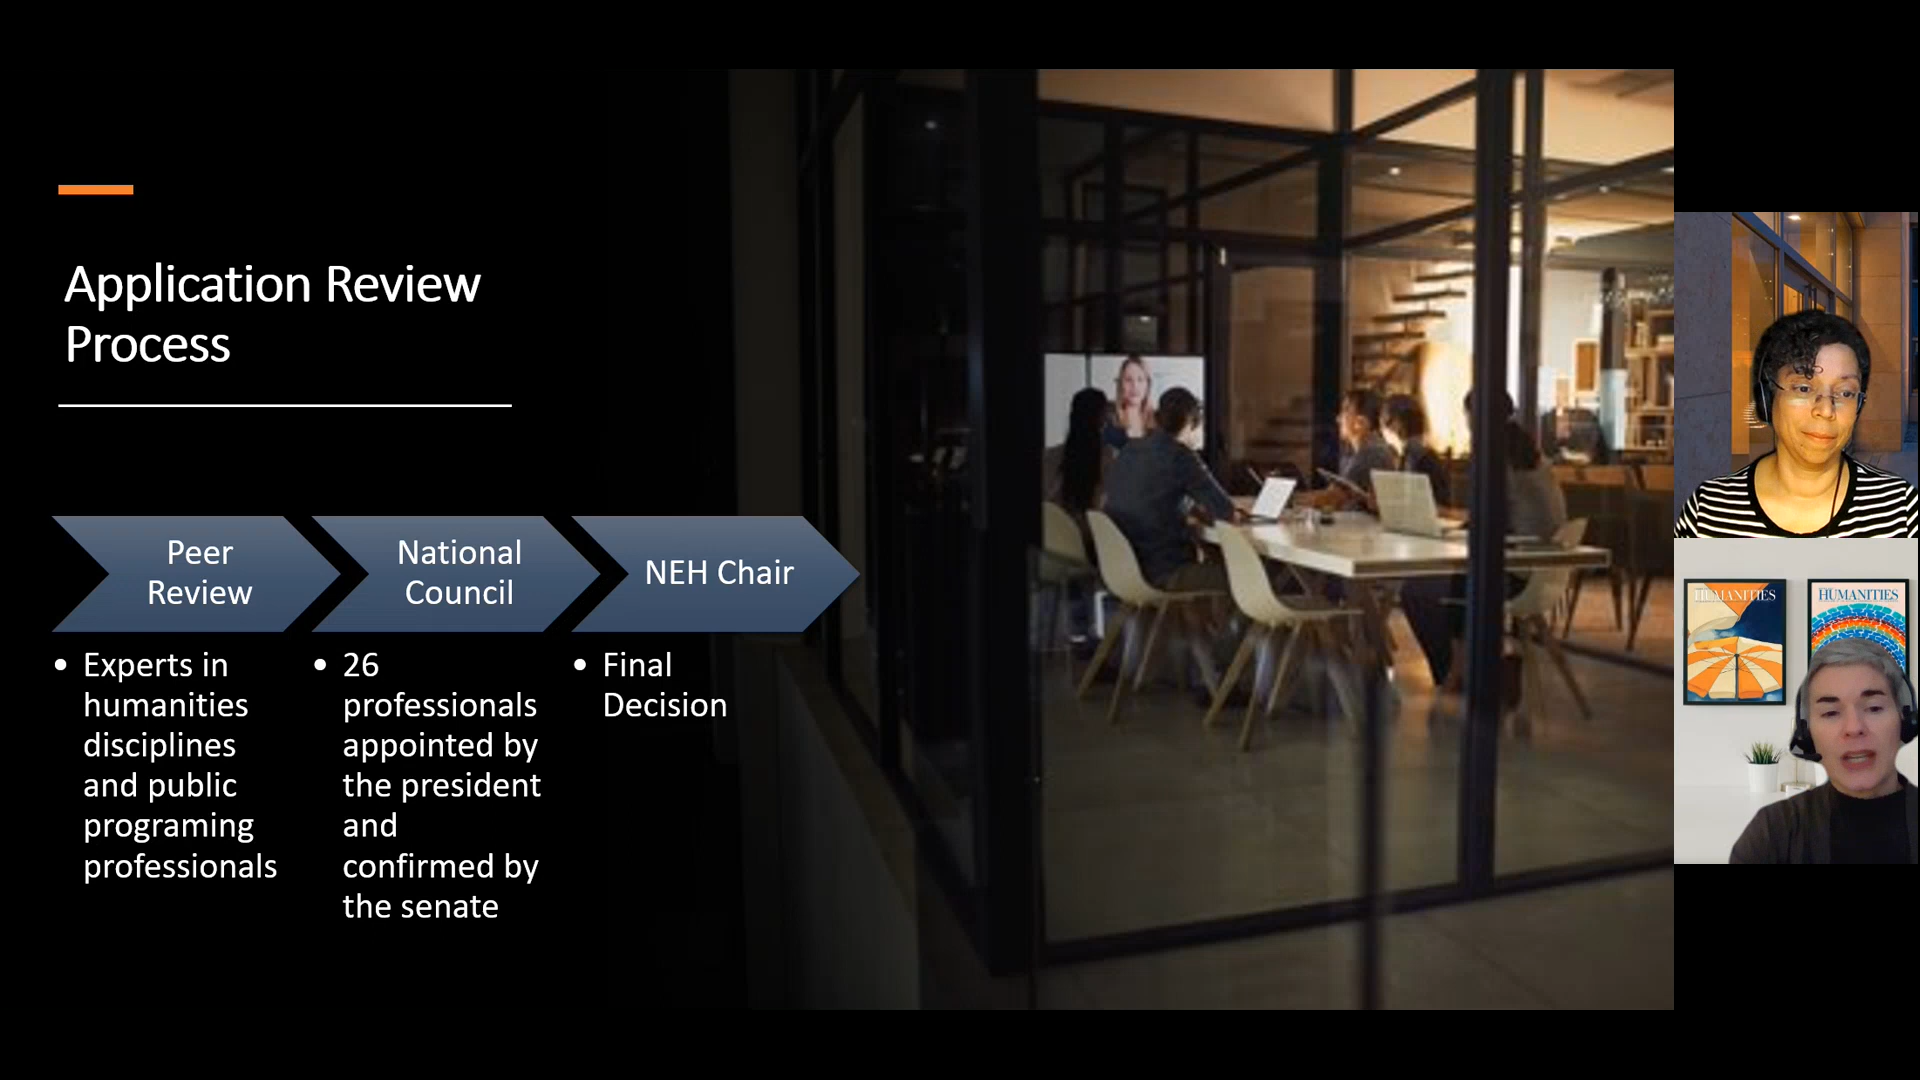 Application Review
Process
Peer
Review
National
Council
NEH Chair
• Experts in
humanities
disciplines
and public
programing
professionals
• 26
professionals
appointed by
the president
and
confirmed by
the senate
• Final
Decision
HUMANITIES
HUMANITIES